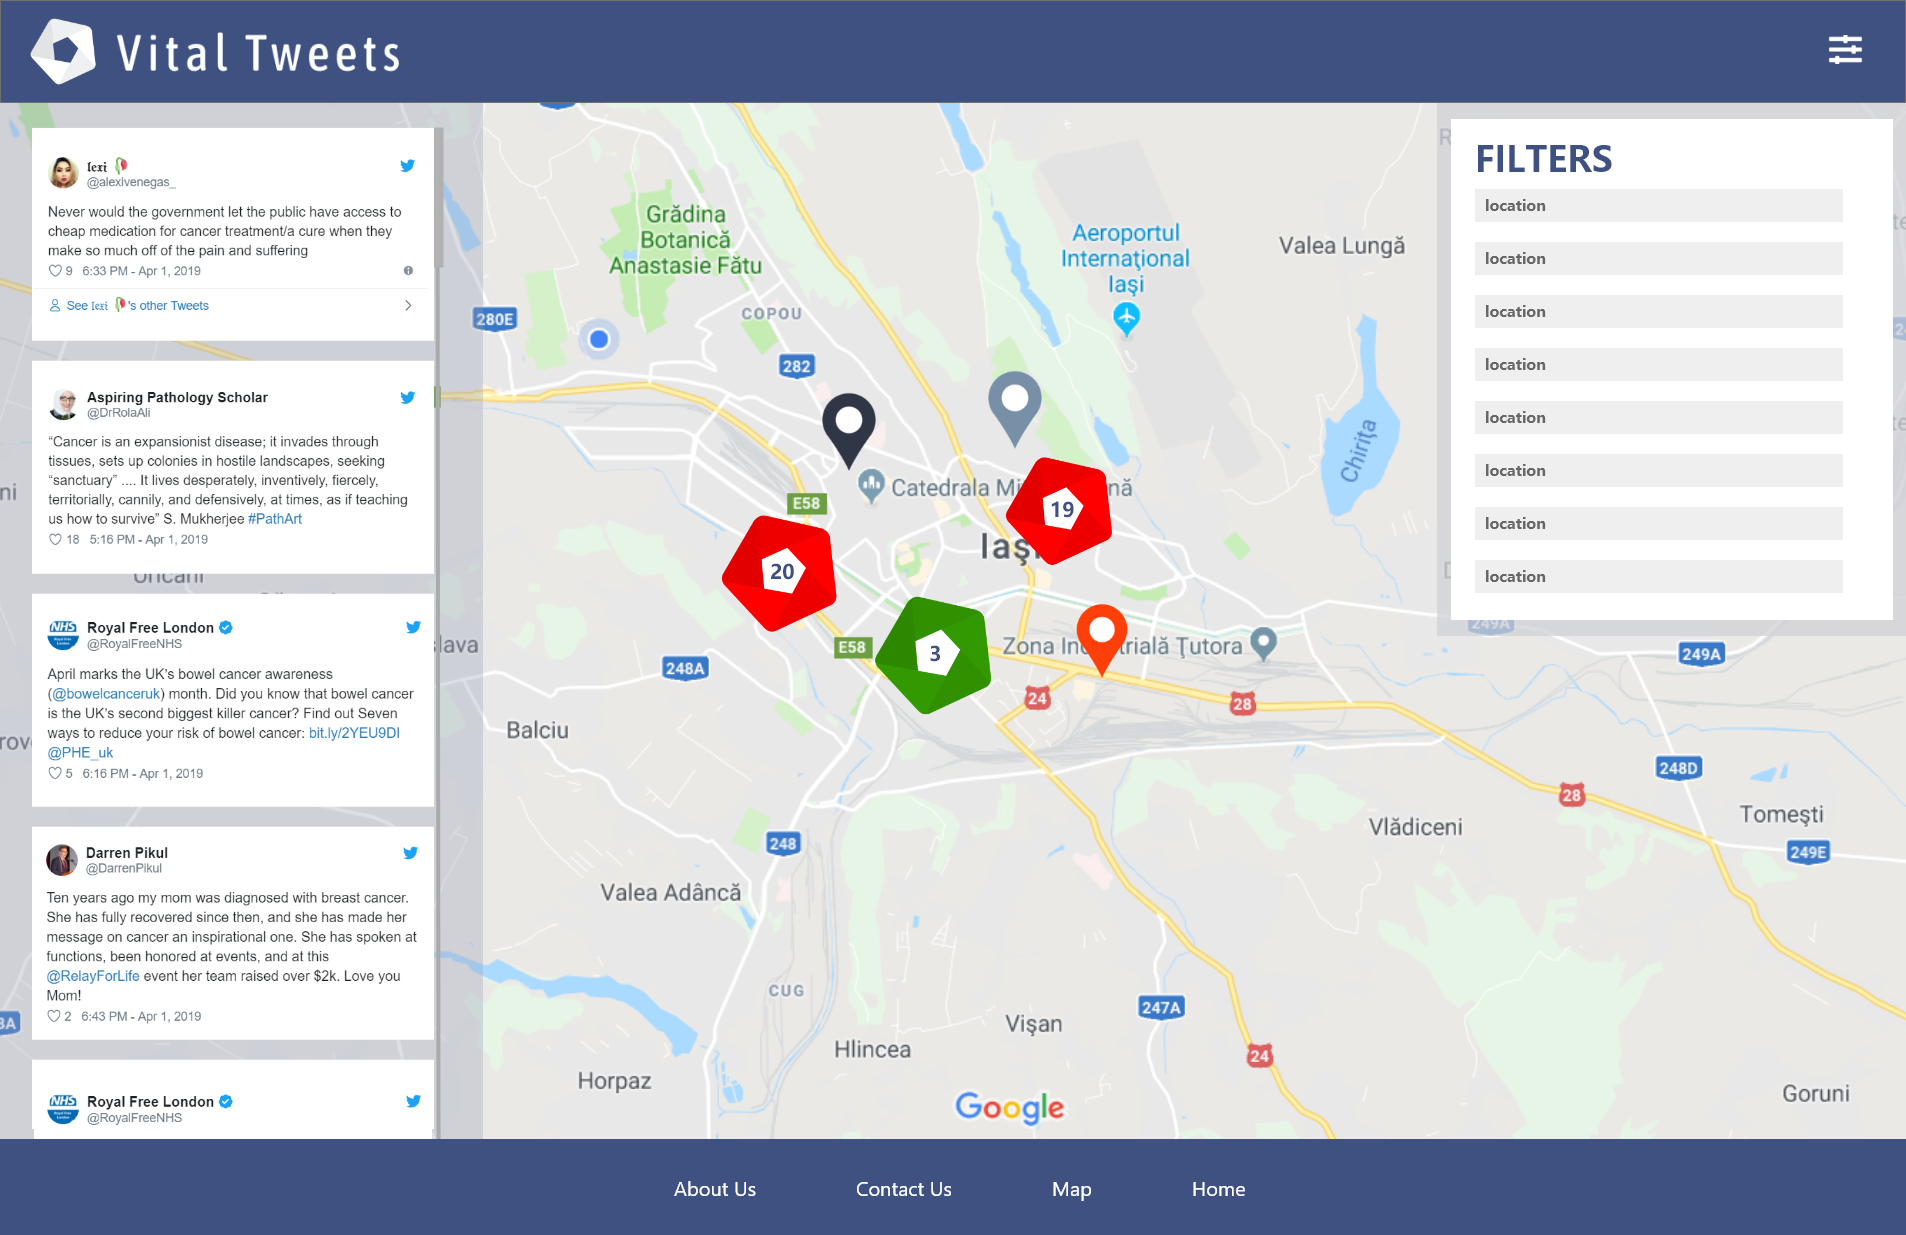 Vital Tweets
lexi
@alexivenegas_
Never would the government let the public have access to
cheap medication for cancer treatment/a cure when they
make so much off of the pain and suffering
9 6:33 PM - Apr 1, 2019
See lexi 's other Tweets
Aspiring Pathology Scholar
@DrRolaAli
“Cancer is an expansionist disease; it invades through
tissues, sets up colonies in hostile landscapes, seeking
“sanctuary” .... It lives desperately, inventively, fiercely,
territorially, cannily, and defensively, at times, as if teaching
us how to survive” S. Mukherjee #PathArt
18 5:16 PM - Apr 1, 2019
NHS
Royal Free London
@RoyalFreeNHS
April marks the UK's bowel cancer awareness
(@bowelcanceruk) month. Did you know that bowel cancer
is the UK's second biggest killer cancer? Find out Seven
ways to reduce your risk of bowel cancer: bit.ly/2YEU9DI
@PHE_uk
5 6:16 PM - Apr 1, 2019
Darren Pikul
@DarrenPikul
Ten years ago my mom was diagnosed with breast cancer.
She has fully recovered since then, and she has made her
message on cancer an inspirational one. She has spoken at
functions, been honored at events, and at this
@RelayForLife event her team raised over $2k. Love you
Mom!
2 6:43 PM - Apr 1, 2019
NHS
Royal Free London
@RoyalFreeNHS
Grădina
Botanică
Anastasie Fătu
Aeroportul
Internaţional
Iaşi
Valea Lungă
280E
COPOU
282
Chiriţa
Catedrala Mi
nă
E58
19
Iaş
20
E58
3
Zona In
trială Ţutora
lava
248A
249A
249A
24
28
Balciu
248D
28
Tomeşti
Vlădiceni
248
249E
Valea Adâncă
CUG
247A
Vişan
Hlincea
24
Horpaz
Goruni
Google
FILTERS
location
location
location
location
location
location
location
location
About Us
Contact Us
Map
Home